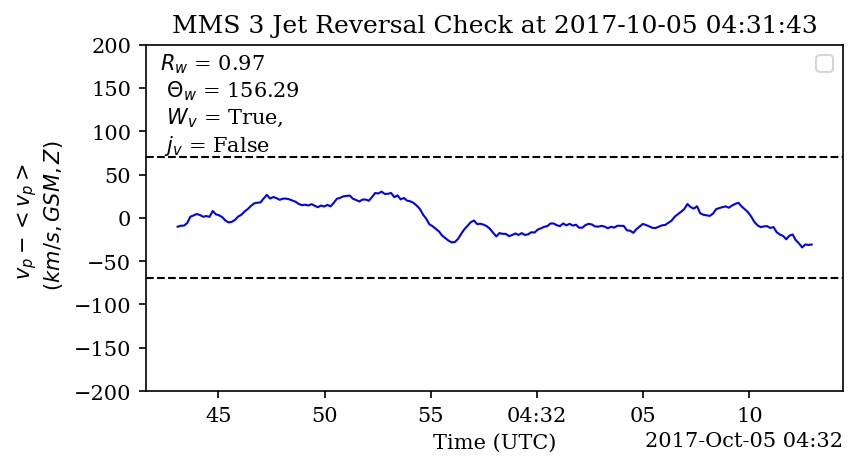 MMS 3 Jet Reversal Check at 2017-10-05 04:31:43
200
150
100
50
0
−50
−100
−150
−200
v_p − < v_p >
(km/s, GSM, Z)
R_w = 0.97
Θ_w = 156.29
W_v = True,
j_v = False
45
50
55
04:32
05
10
Time (UTC)
2017-Oct-05 04:32